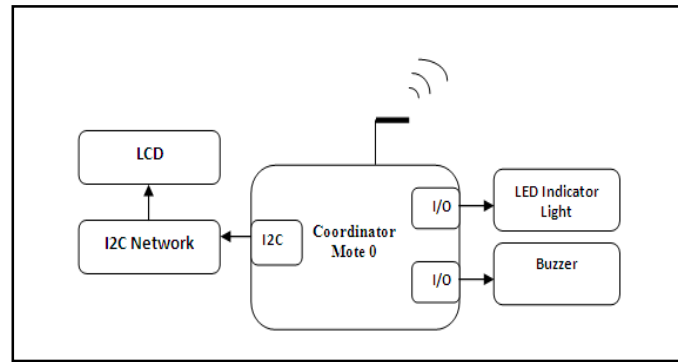 LCD
I2C Network
I2C
Coordinator
Mote 0
I/O
I/O
LED Indicator
Light
Buzzer